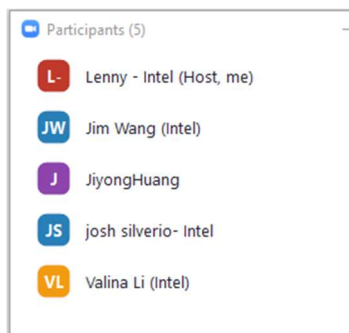 Participants (5)
L- Lenny - Intel (Host, me)
JW Jim Wang (Intel)
J JiyongHuang
JS josh silverio- Intel
VL Valina Li (Intel)